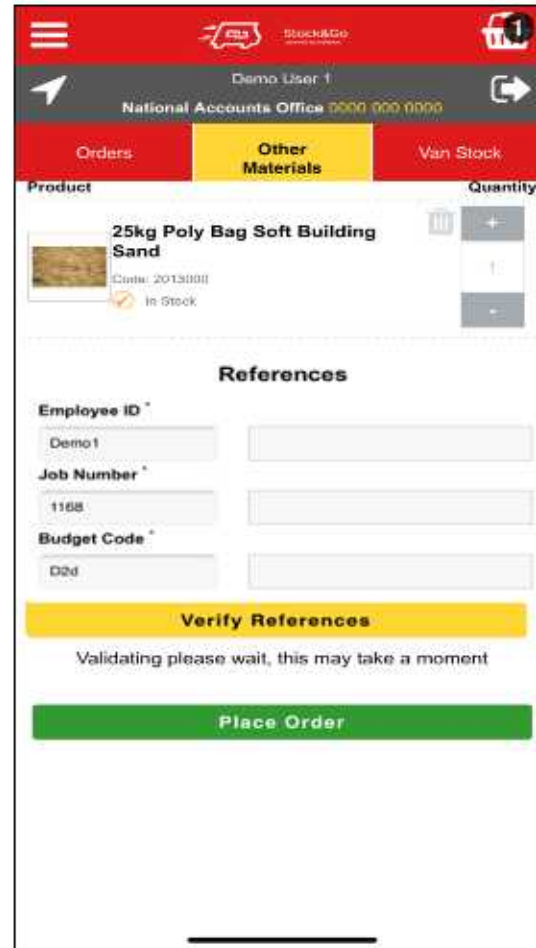 Stock&Go
1
Demo User 1
National Accounts Office 0000 000 0000
Orders
Other
Materials
Van Stock
Product
Quantity
25kg Poly Bag Soft Building
Sand
Code: 2013000
In Stock
+
1
-
References
Employee ID *
Demo1
Job Number *
1168
Budget Code *
D2d
Verify References
Validating please wait, this may take a moment
Place Order